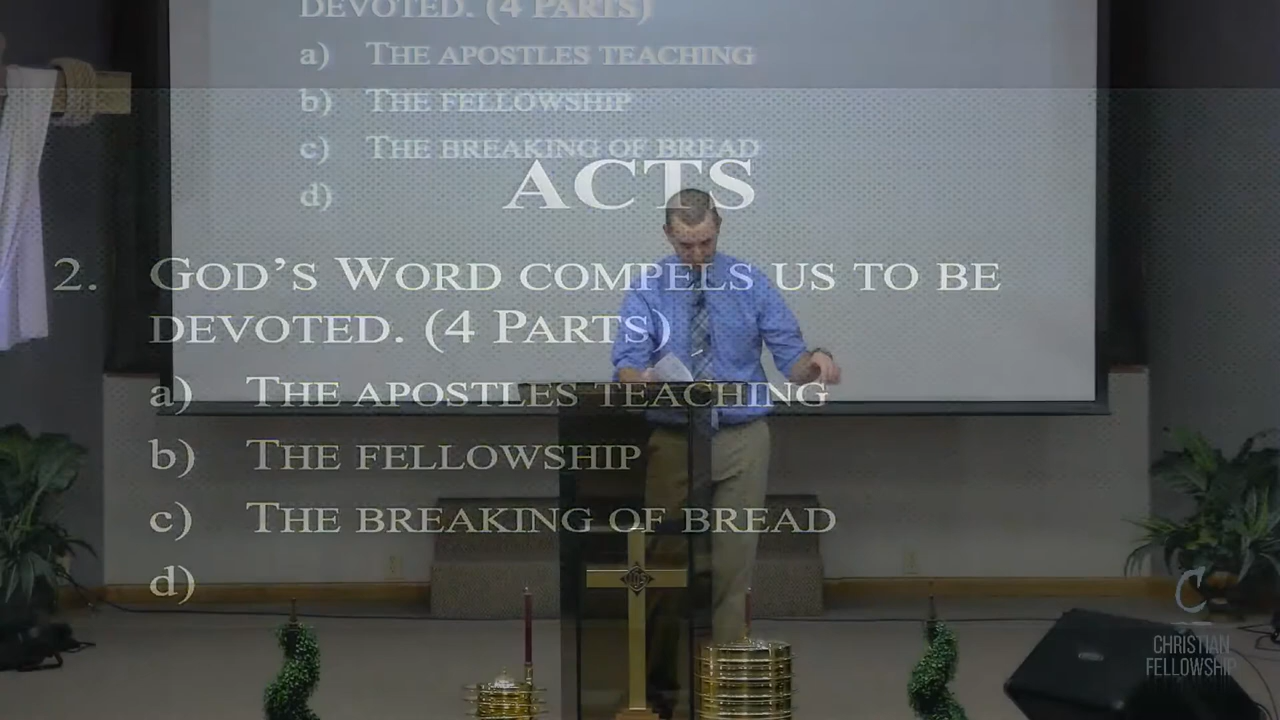 DEVOTED. (4 PARTS)
a) THE APOSTLES TEACHING
b) THE FELLOWSHIP
c) THE BREAKING OF BREAD
d)
ACTS
2. GOD'S WORD COMPELS US TO BE
DEVOTED. (4 PARTS)
a) THE APOSTLES TEACHING
b) THE FELLOWSHIP
c) THE BREAKING OF BREAD
d)
C
CHRISTIAN
FELLOWSHIP